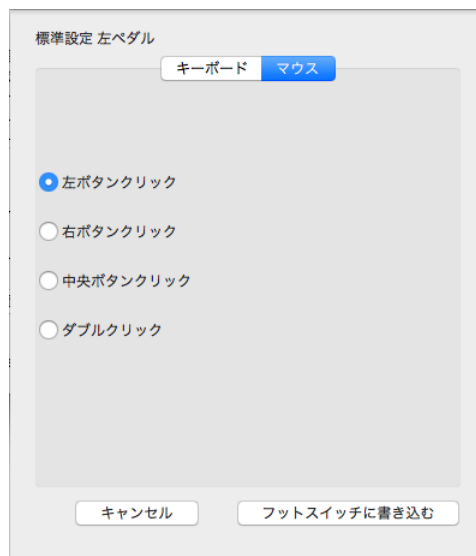 標準設定 左ペダル
キーボード マウス
左ボタンクリック
右ボタンクリック
中央ボタンクリック
ダブルクリック
キャンセル フットスイッチに書き込む